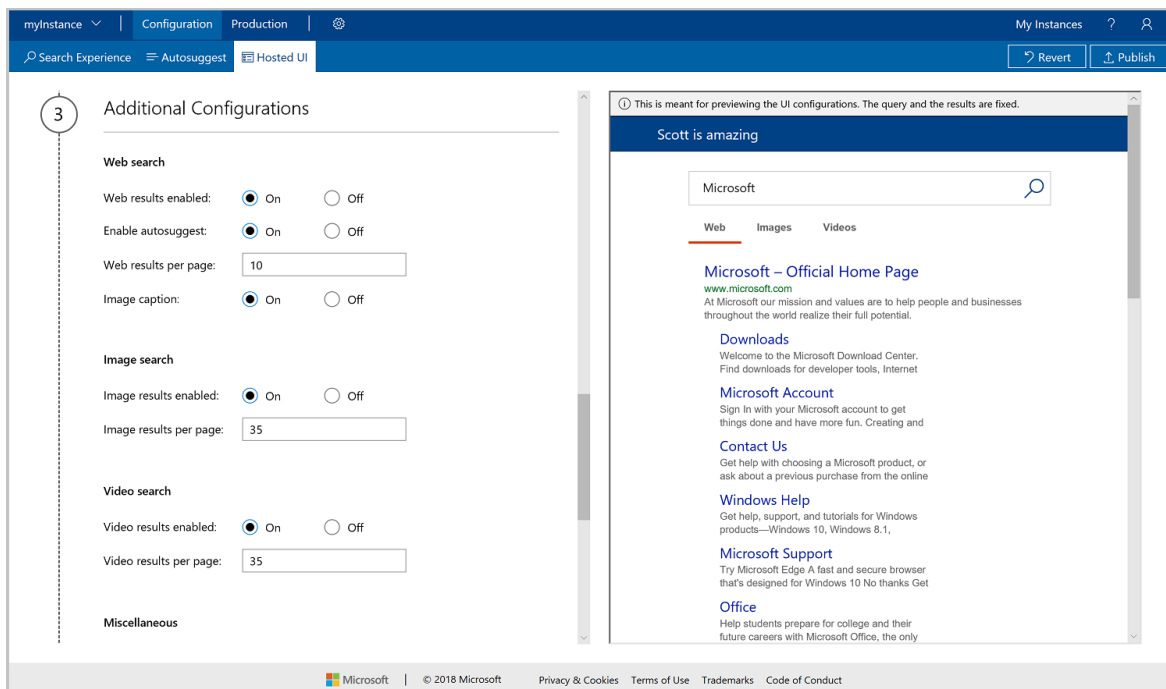 myInstance Configuration Production My Instances ?
Search Experience Autosuggest Hosted UI Revert Publish
3 Additional Configurations
Web search
Web results enabled: On Off
Enable autosuggest: On Off
Web results per page: 10
Image caption: On Off
Image search
Image results enabled: On Off
Image results per page: 35
Video search
Video results enabled: On Off
Video results per page: 35
Miscellaneous
This is meant for previewing the UI configurations. The query and the results are fixed.
Scott is amazing
Microsoft
Web Images Videos
Microsoft – Official Home Page
www.microsoft.com
At Microsoft our mission and values are to help people and businesses
throughout the world realize their full potential.
Downloads
Welcome to the Microsoft Download Center.
Find downloads for developer tools, Internet
Microsoft Account
Sign In with your Microsoft account to get
things done and have more fun. Creating and
Contact Us
Get help with choosing a Microsoft product, or
ask about a previous purchase from the online
Windows Help
Get help, support, and tutorials for Windows
products—Windows 10, Windows 8.1,
Microsoft Support
Try Microsoft Edge A fast and secure browser
that's designed for Windows 10 No thanks Get
Office
Help students prepare for college and their
future careers with Microsoft Office, the only
Microsoft | © 2018 Microsoft Privacy & Cookies Terms of Use Trademarks Code of Conduct